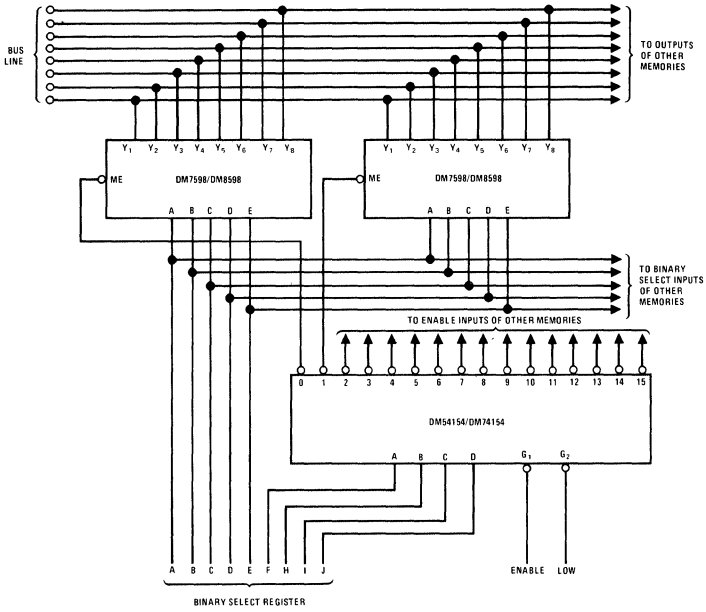 BUS
LINE
TO OUTPUTS
OF OTHER
MEMORIES
Y1 Y2 Y3 Y4 Y5 Y6 Y7 Y8
ME DM7598/DM8598
A B C D E
Y1 Y2 Y3 Y4 Y5 Y6 Y7 Y8
ME DM7598/DM8598
A B C D E
TO BINARY
SELECT INPUTS
OF OTHER
MEMORIES
TO ENABLE INPUTS OF OTHER MEMORIES
0 1 2 3 4 5 6 7 8 9 10 11 12 13 14 15
DM54154/DM74154
A B C D G1 G2
A B C D E F H I J ENABLE LOW
BINARY SELECT REGISTER